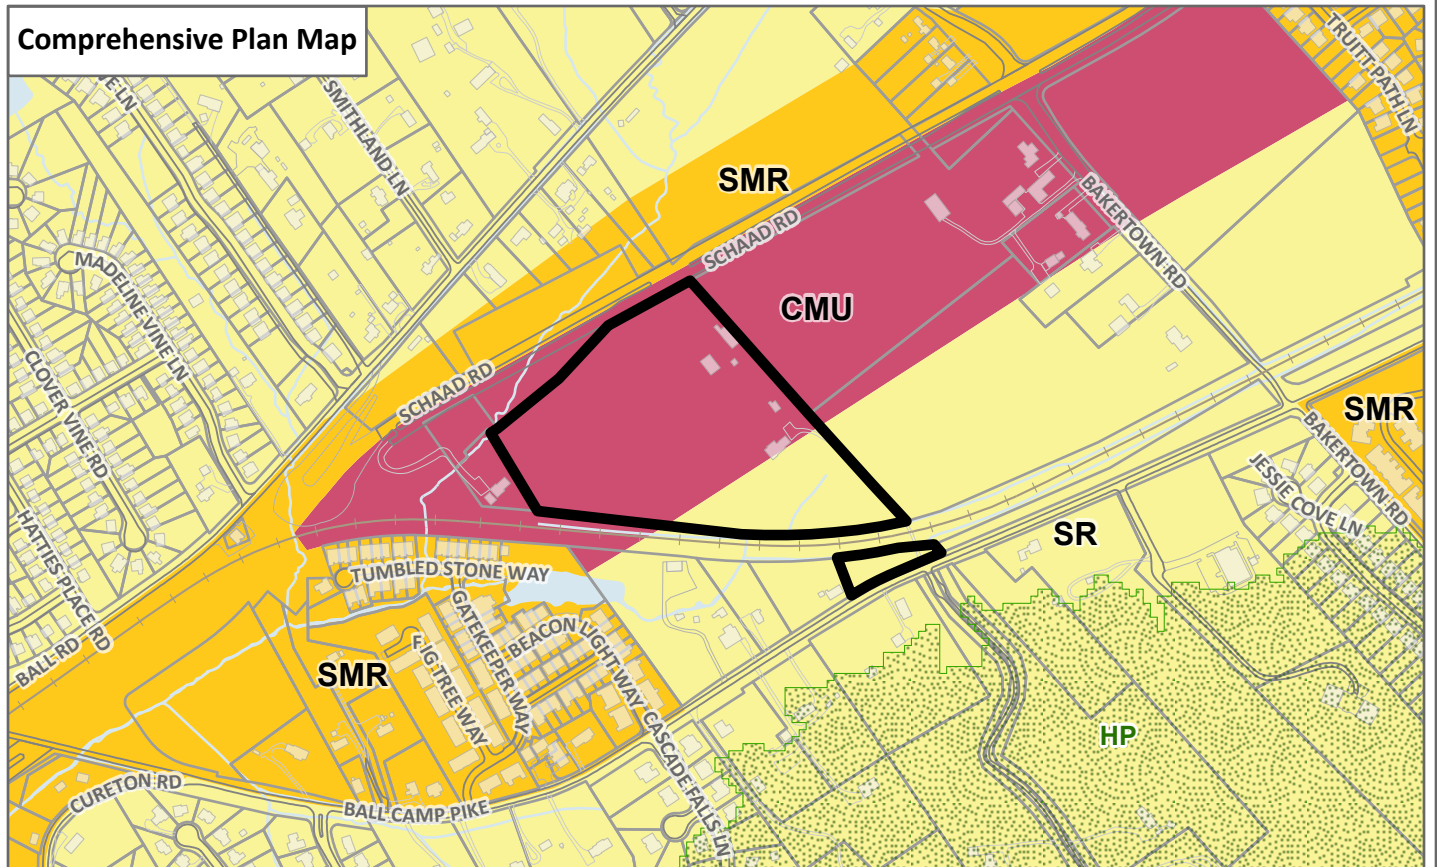 Comprehensive Plan Map
NE LN
SMITHLAND LN
TRUITT PATH LN
SMR
BAKERTOWN RD
SCHAAD RD
MADELINE VINE LN
CMU
CLOVER VINE RD
SCHAAD RD
SMR
BAKERTOWN RD
JESSIE COVE LN
HATTIES PLACE RD
SR
TUMBLED STONE WAY
GATEKEEPER WAY
BEACON LIGHT WAY
BALL RD
SMR
FIG TREE WAY
CASCADE FALLS LN
HP
CURETON RD
BALL CAMP PIKE